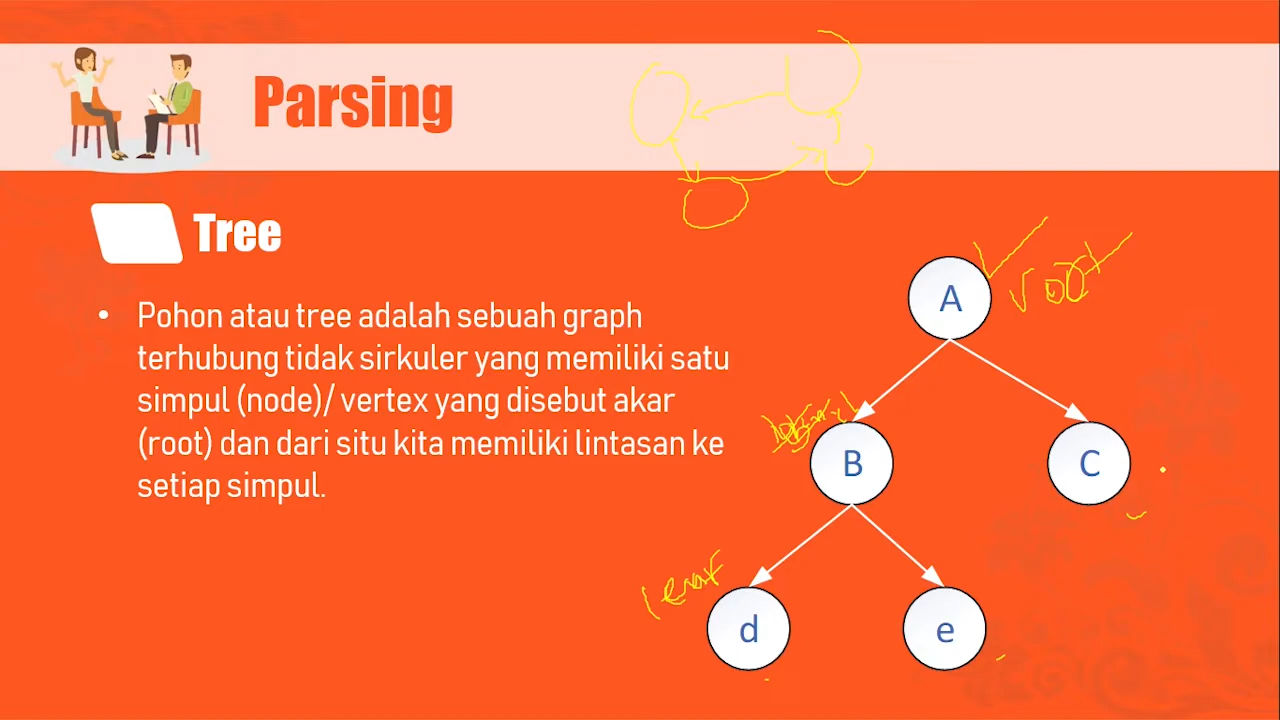 Parsing
Tree
• Pohon atau tree adalah sebuah graph
terhubung tidak sirkuler yang memiliki satu
simpul (node)/ vertex yang disebut akar
(root) dan dari situ kita memiliki lintasan ke
setiap simpul.
A
root
B
C
d
e